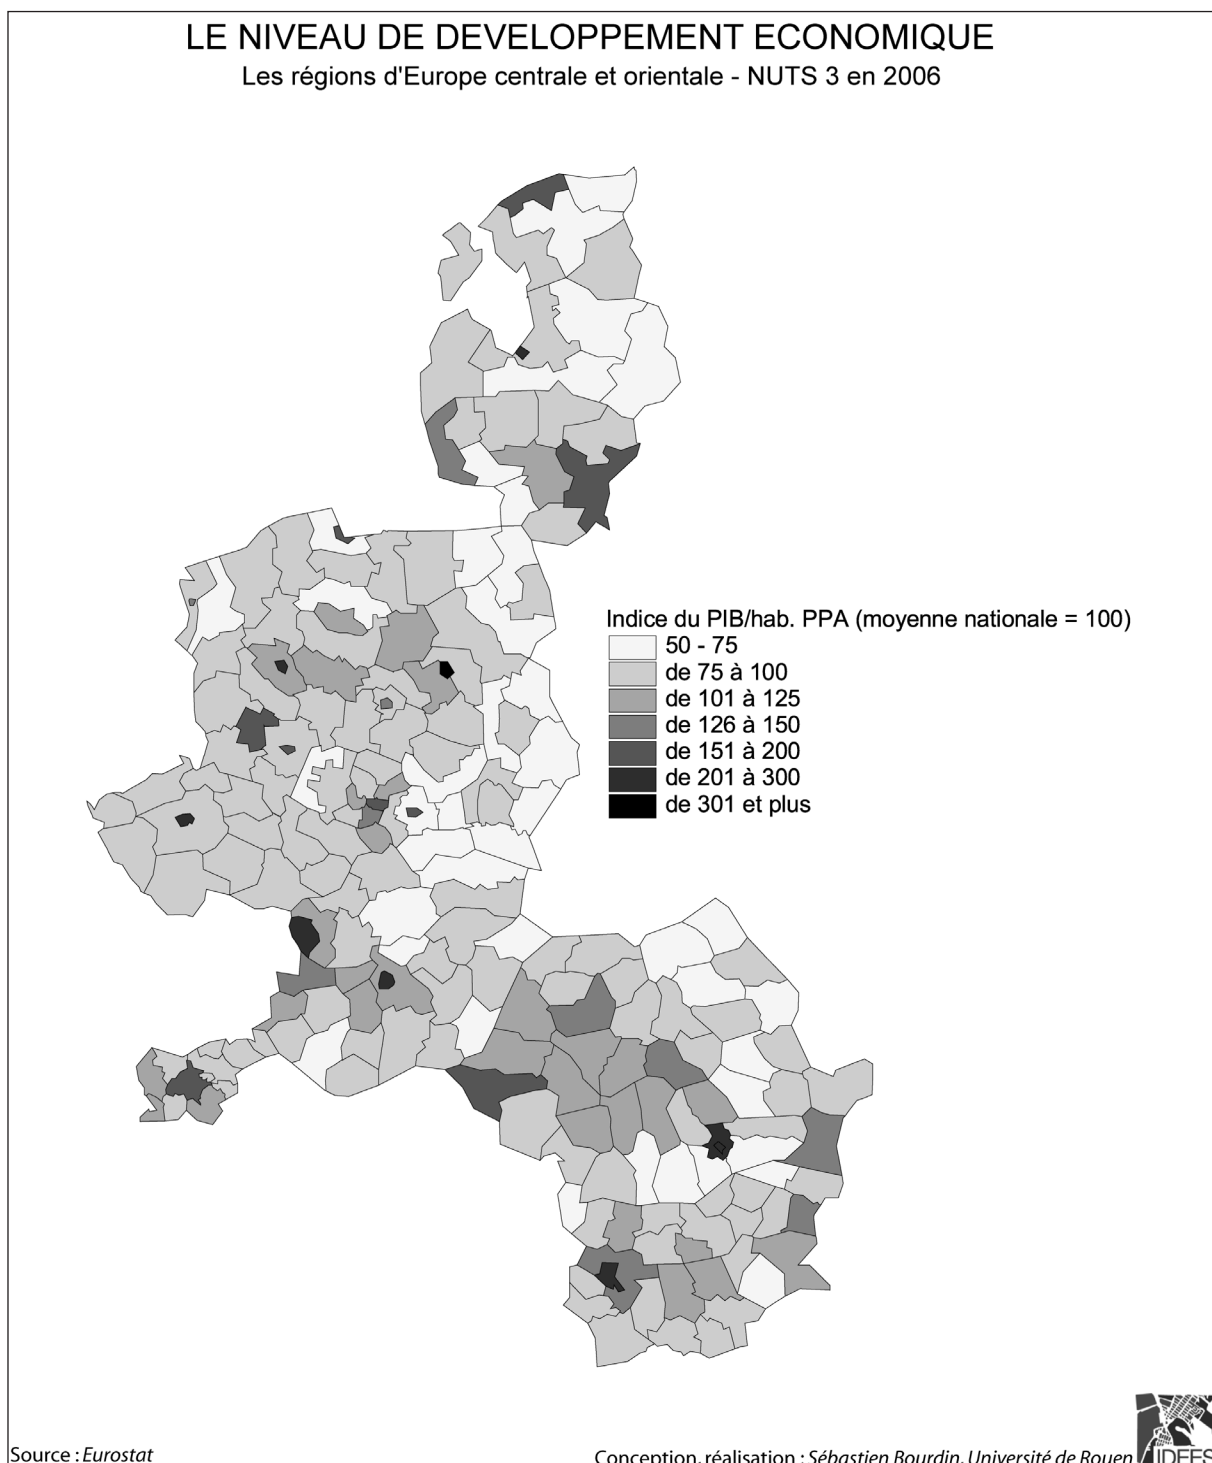 LE NIVEAU DE DEVELOPPEMENT ECONOMIQUE
Les régions d'Europe centrale et orientale - NUTS 3 en 2006
Indice du PIB/hab. PPA (moyenne nationale = 100)
50 - 75
de 75 à 100
de 101 à 125
de 126 à 150
de 151 à 200
de 201 à 300
de 301 et plus
Source : Eurostat
Conception, réalisation : Sébastien Bourdin, Université de Rouen
IDEES